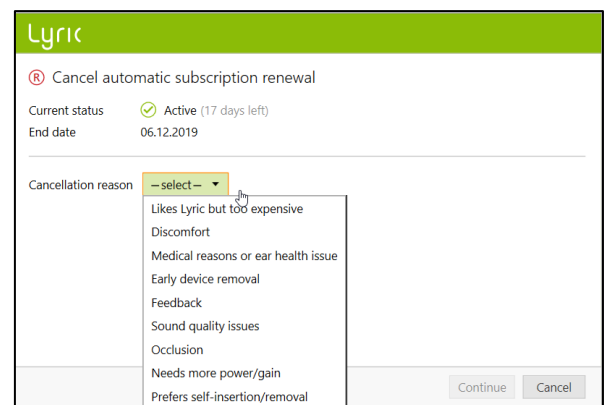 Lyric
R Cancel automatic subscription renewal
Current status Active (17 days left)
End date 06.12.2019
Cancellation reason –select–
Likes Lyric but too expensive
Discomfort
Medical reasons or ear health issue
Early device removal
Feedback
Sound quality issues
Occlusion
Needs more power/gain
Prefers self-insertion/removal
Continue Cancel